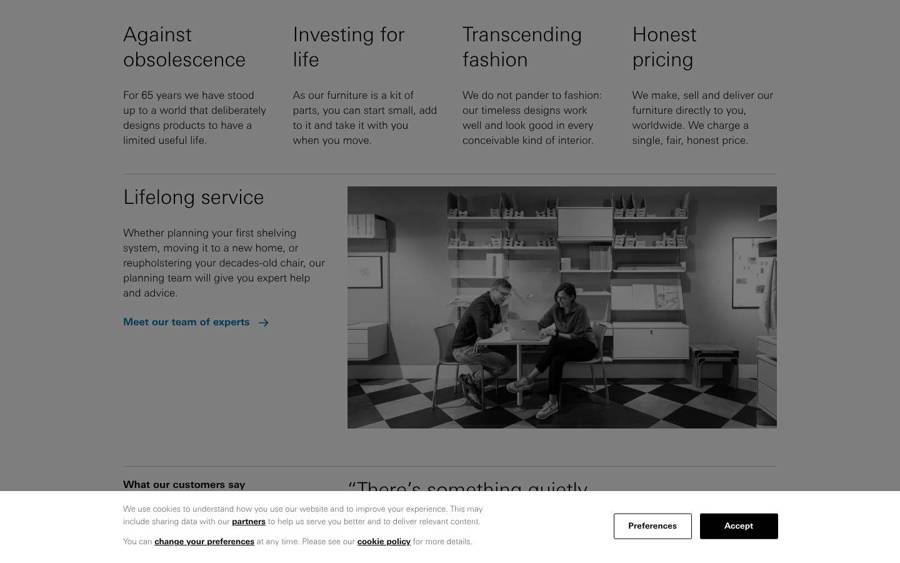 Against
obsolescence
For 65 years we have stood
up to a world that deliberately
designs products to have a
limited useful life.
Investing for
life
As our furniture is a kit of
parts, you can start small, add
to it and take it with you
when you move.
Transcending
fashion
We do not pander to fashion:
our timeless designs work
well and look good in every
conceivable kind of interior.
Honest
pricing
We make, sell and deliver our
furniture directly to you,
worldwide. We charge a
single, fair, honest price.
Lifelong service
Whether planning your first shelving
system, moving it to a new home, or
reupholstering your decades-old chair, our
planning team will give you expert help
and advice.
Meet our team of experts
What our customers say
“There’s something quietly
We use cookies to understand how you use our website and to improve your experience. This may
include sharing data with our partners to help us serve you better and to deliver relevant content.
You can change your preferences at any time. Please see our cookie policy for more details.
Preferences
Accept